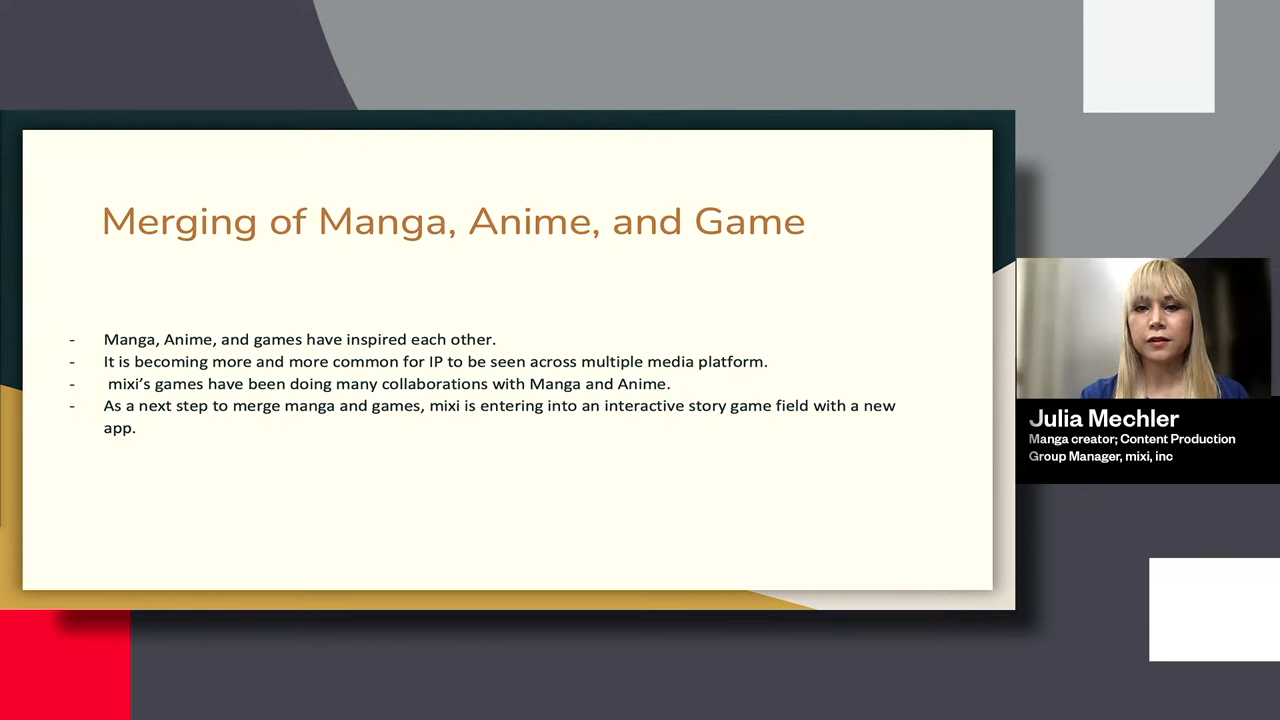 Merging of Manga, Anime, and Game
- Manga, Anime, and games have inspired each other.
- It is becoming more and more common for IP to be seen across multiple media platform.
- mixi’s games have been doing many collaborations with Manga and Anime.
- As a next step to merge manga and games, mixi is entering into an interactive story game field with a new
app.
Julia Mechler
Manga creator; Content Production
Group Manager, mixi, inc